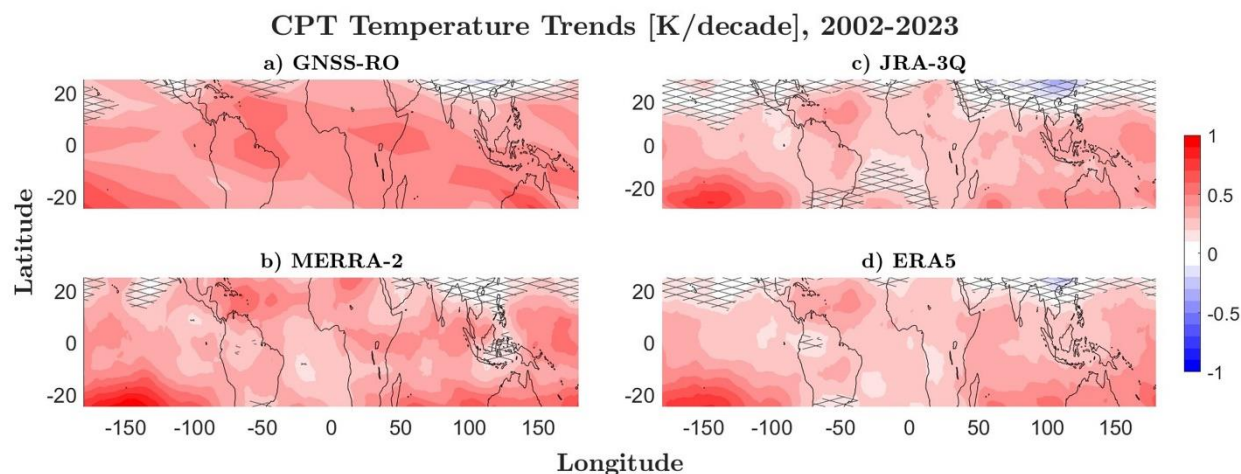 CPT Temperature Trends [K/decade], 2002-2023
a) GNSS-RO
20
0
-20
c) JRA-3Q
20
0
-20
b) MERRA-2
20
0
-20
-150 -100 -50 0 50 100 150
d) ERA5
20
0
-20
-150 -100 -50 0 50 100 150
1
0.5
0
-0.5
-1
Latitude
Longitude